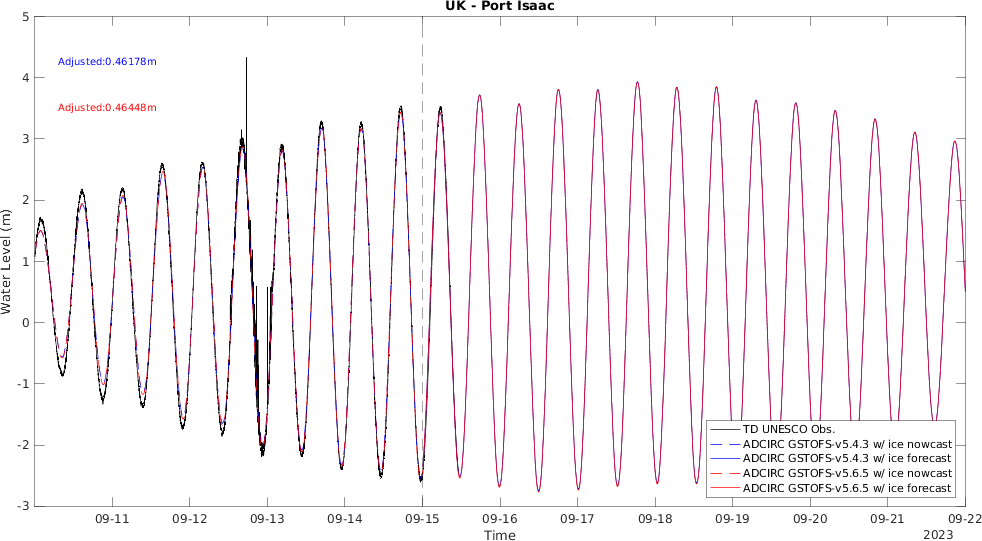 UK - Port Isaac
5
4
3
2
1
0
-1
-2
-3
Water Level (m)
Adjusted:0.46178m
Adjusted:0.46448m
TD UNESCO Obs.
ADCIRC GSTOFS-v5.4.3 w/ ice nowcast
ADCIRC GSTOFS-v5.4.3 w/ ice forecast
ADCIRC GSTOFS-v5.6.5 w/ ice nowcast
ADCIRC GSTOFS-v5.6.5 w/ ice forecast
09-11 09-12 09-13 09-14 09-15 09-16 09-17 09-18 09-19 09-20 09-21 09-22
Time
2023